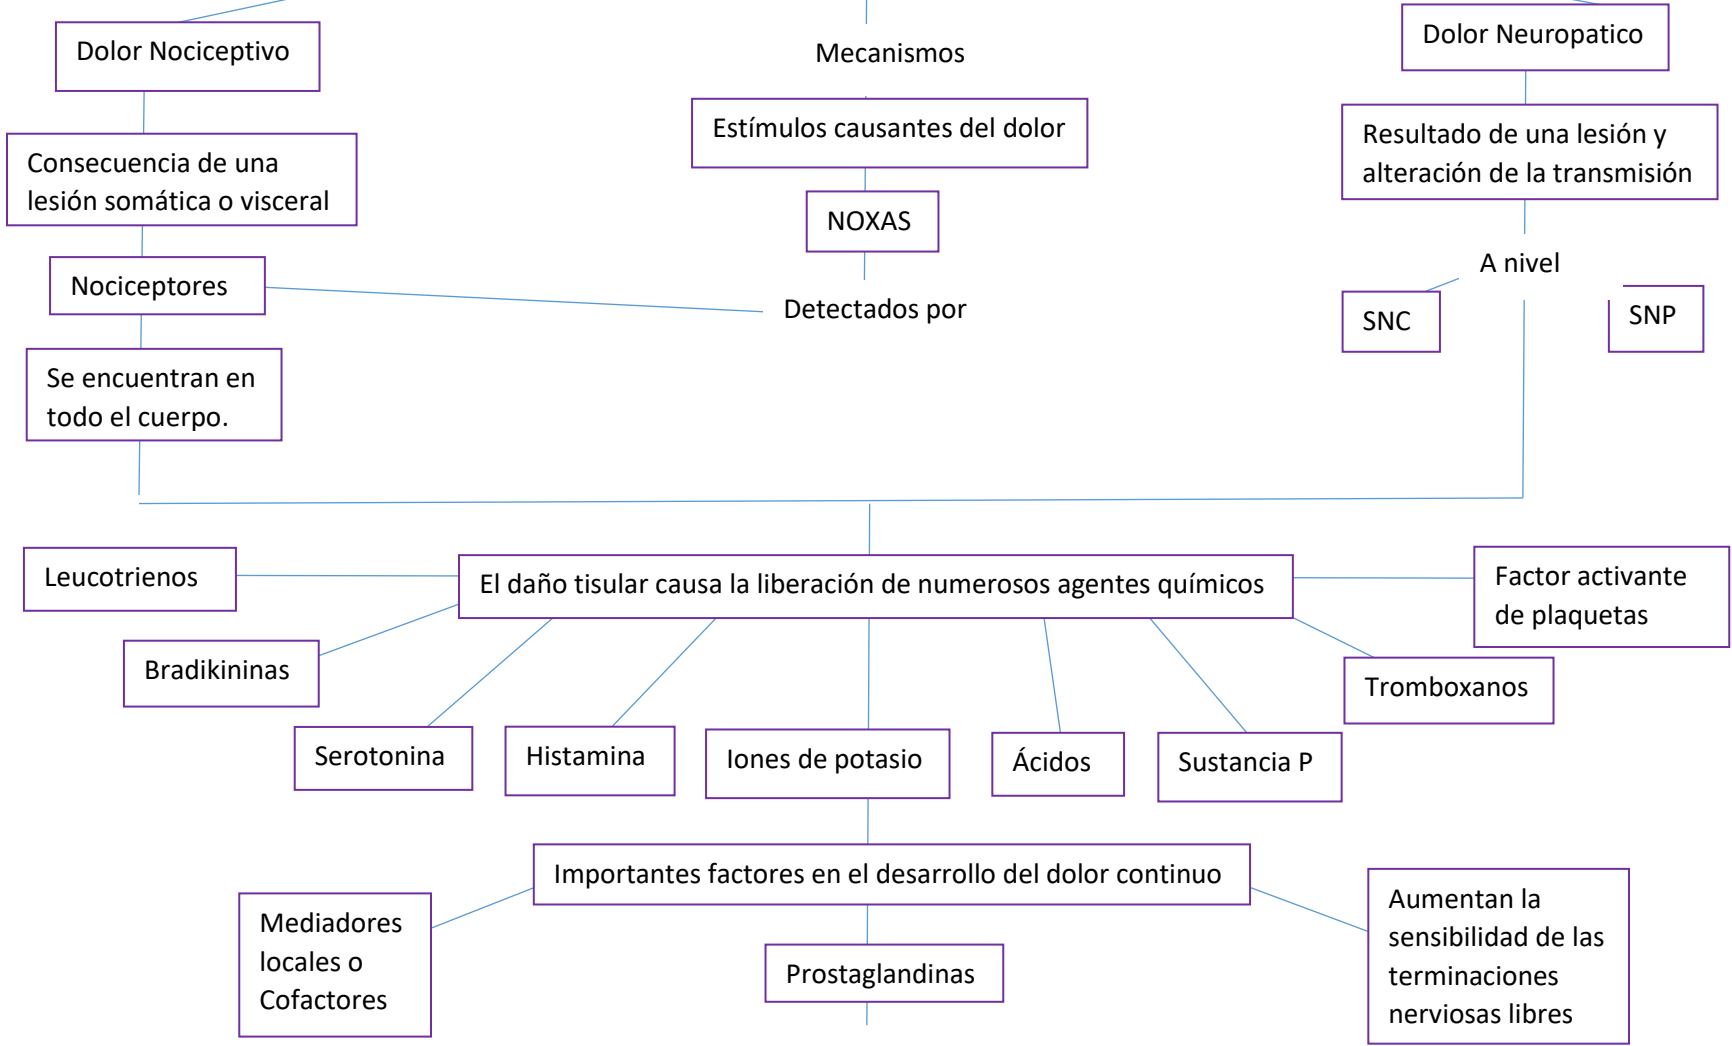 Dolor Nociceptivo
Mecanismos
Dolor Neuropatico
Estímulos causantes del dolor
Consecuencia de una
lesión somática o visceral
Resultado de una lesión y
alteración de la transmisión
NOXAS
Nociceptores
Detectados por
A nivel
SNC
SNP
Se encuentran en
todo el cuerpo.
Leucotrienos
El daño tisular causa la liberación de numerosos agentes químicos
Factor activante
de plaquetas
Bradikininas
Tromboxanos
Serotonina
Histamina
Iones de potasio
Ácidos
Sustancia P
Importantes factores en el desarrollo del dolor continuo
Mediadores
locales o
Cofactores
Prostaglandinas
Aumentan la
sensibilidad de las
terminaciones
nerviosas libres